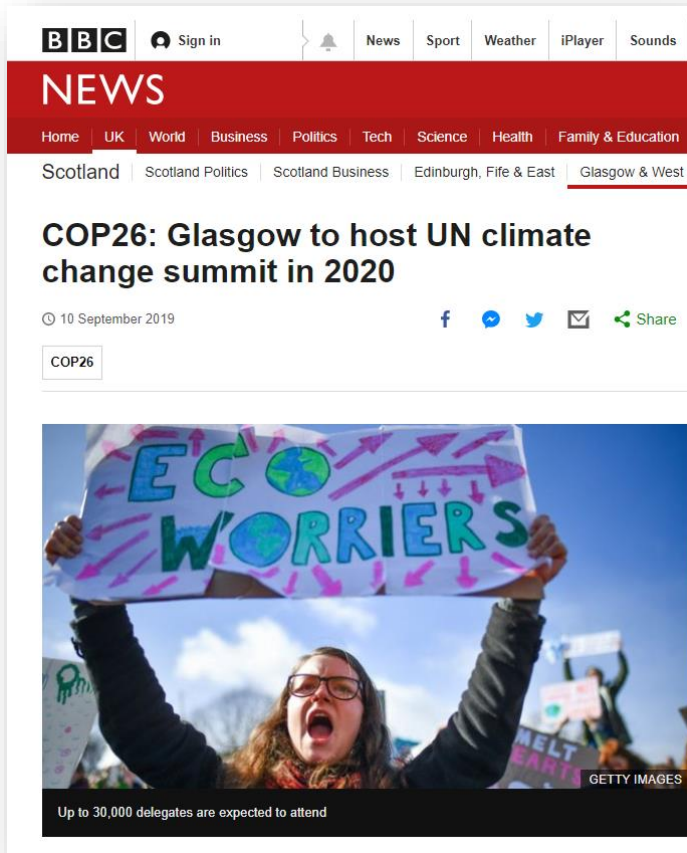 BBC Sign in News Sport Weather iPlayer Sounds
NEWS
Home UK World Business Politics Tech Science Health Family & Education
Scotland Scotland Politics Scotland Business Edinburgh, Fife & East Glasgow & West
COP26: Glasgow to host UN climate
change summit in 2020
10 September 2019 Share
COP26
ECO
WORRIERS
MELT
HEARTS
GETTY IMAGES
Up to 30,000 delegates are expected to attend